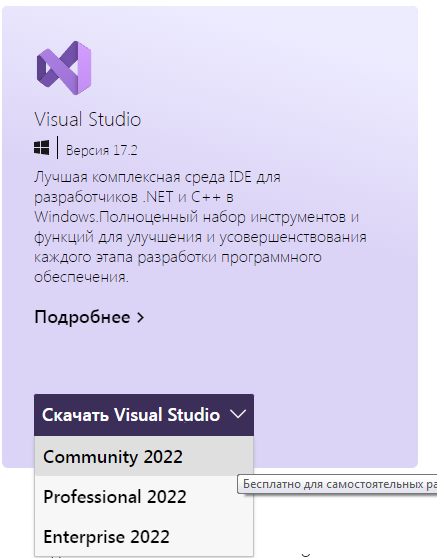 Visual Studio
Версия 17.2
Лучшая комплексная среда IDE для
разработчиков .NET и C++ в
Windows.Полноценный набор инструментов и
функций для улучшения и усовершенствования
каждого этапа разработки программного
обеспечения.
Подробнее
Скачать Visual Studio
Community 2022
Бесплатно для самостоятельных
Professional 2022
Enterprise 2022